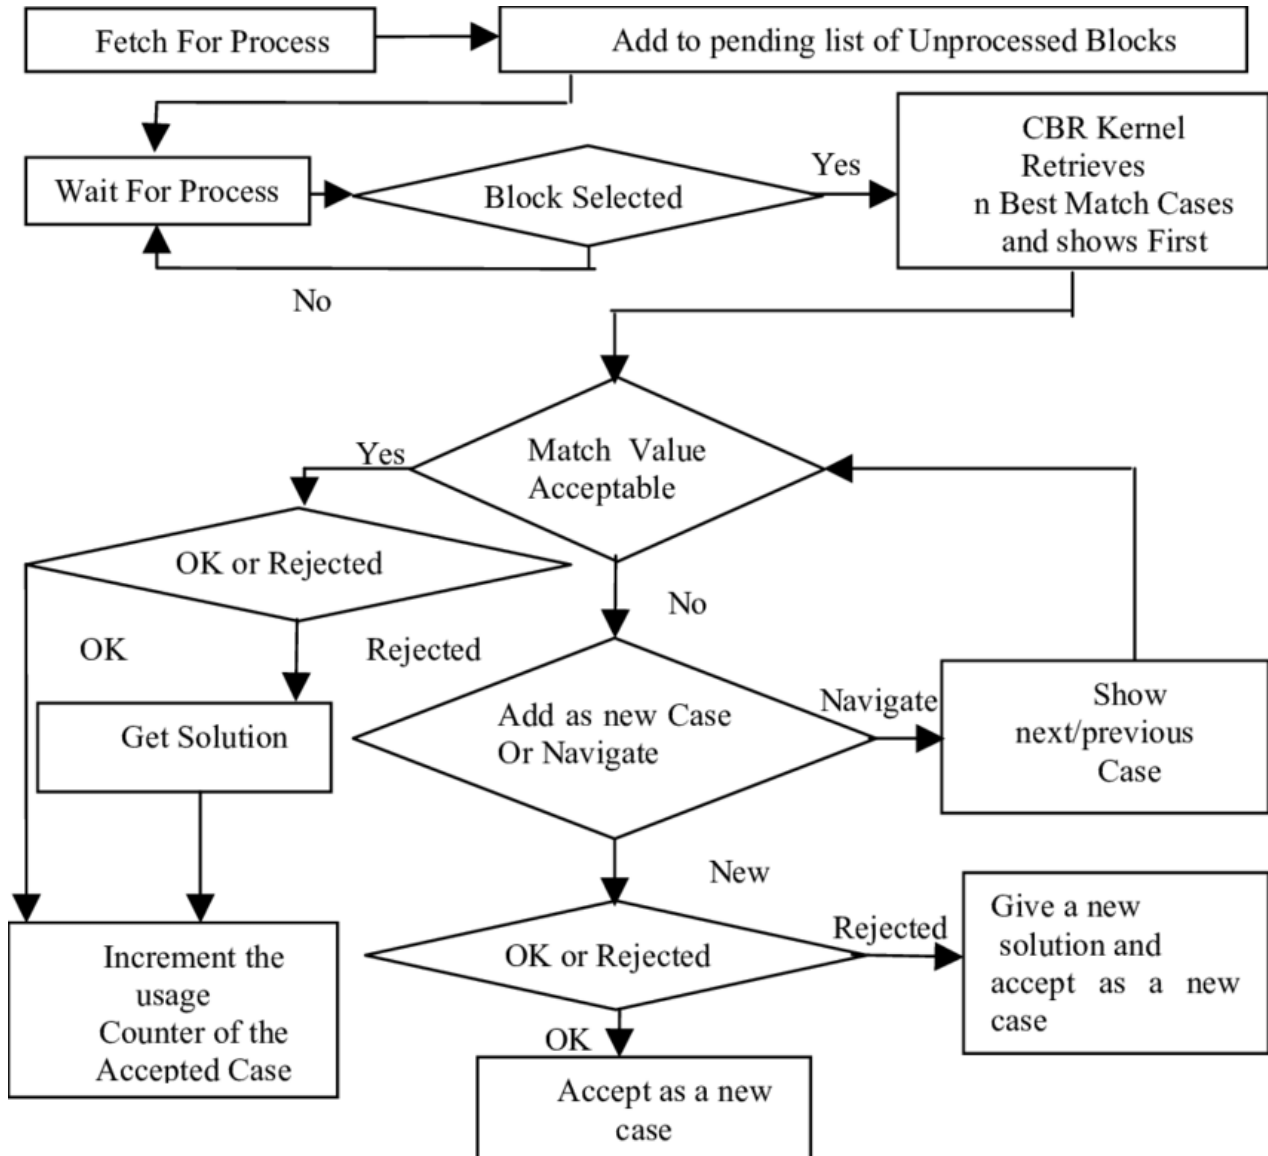 Fetch For Process
Add to pending list of Unprocessed Blocks
Wait For Process
Block Selected
Yes
CBR Kernel
Retrieves
n Best Match Cases
and shows First
No
Yes
Match Value
Acceptable
OK or Rejected
No
OK
Rejected
Add as new Case
Or Navigate
Navigate
Show
next/previous
Case
Get Solution
New
OK or Rejected
Rejected
Give a new
solution and
accept as a new
case
Increment the
usage
Counter of the
Accepted Case
OK
Accept as a new
case